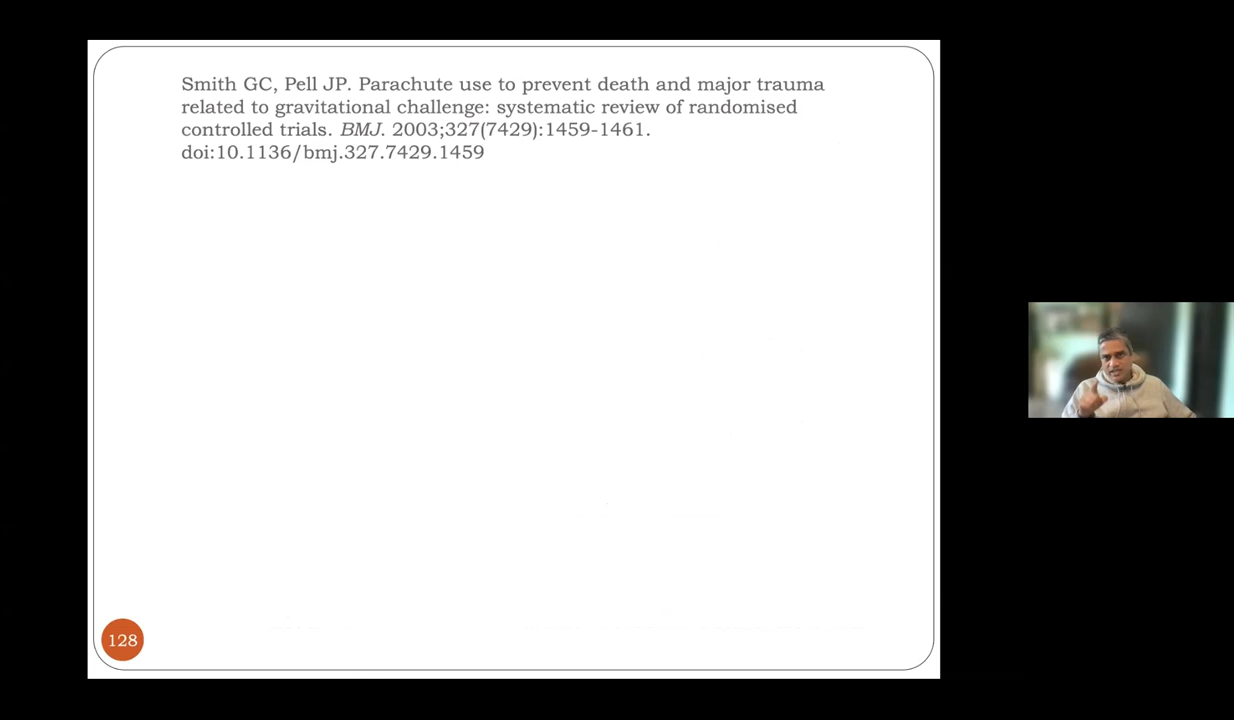 Smith GC, Pell JP. Parachute use to prevent death and major trauma
related to gravitational challenge: systematic review of randomised
controlled trials. BMJ. 2003;327(7429):1459-1461.
doi:10.1136/bmj.327.7429.1459
128